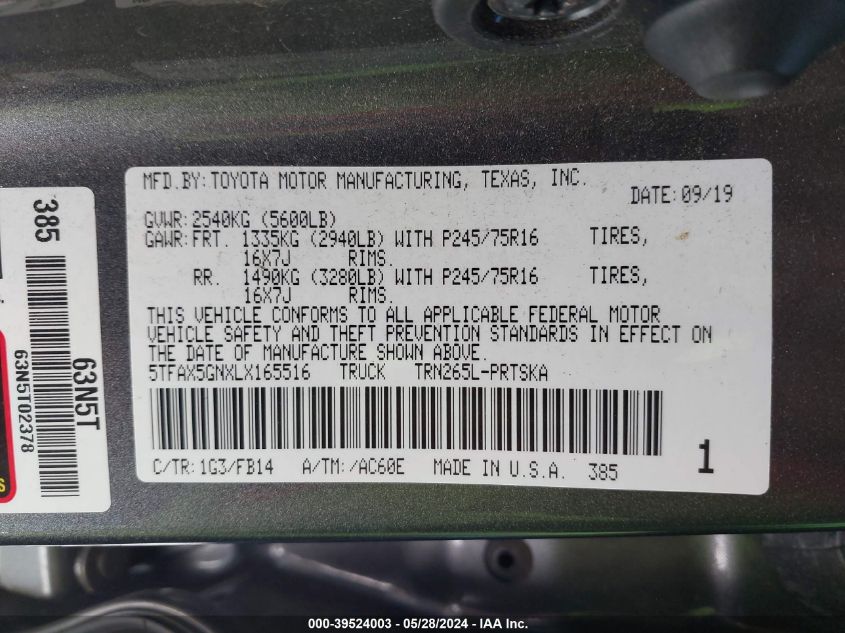 MFD.BY:TOYOTA MOTOR MANUFACTURING, TEXAS, INC.
DATE:09/19
GVWR:2540KG (5600LB)
GAWR:FRT. 1335KG (2940LB) WITH P245/75R16 TIRES,
16X7J RIMS.
RR. 1490KG (3280LB) WITH P245/75R16 TIRES,
16X7J RIMS.
THIS VEHICLE CONFORMS TO ALL APPLICABLE FEDERAL MOTOR
VEHICLE SAFETY AND THEFT PREVENTION STANDARDS IN EFFECT ON
THE DATE OF MANUFACTURE SHOWN ABOVE.
5TFAX5GNXLX165516 TRUCK TRN265L-PRTSKA
C/TR:1G3/FB14 A/TM:/AC60E MADE IN U.S.A. 385
1
385
63N5T
63N5T02378
000-39524003 - 05/28/2024 - IAA Inc.